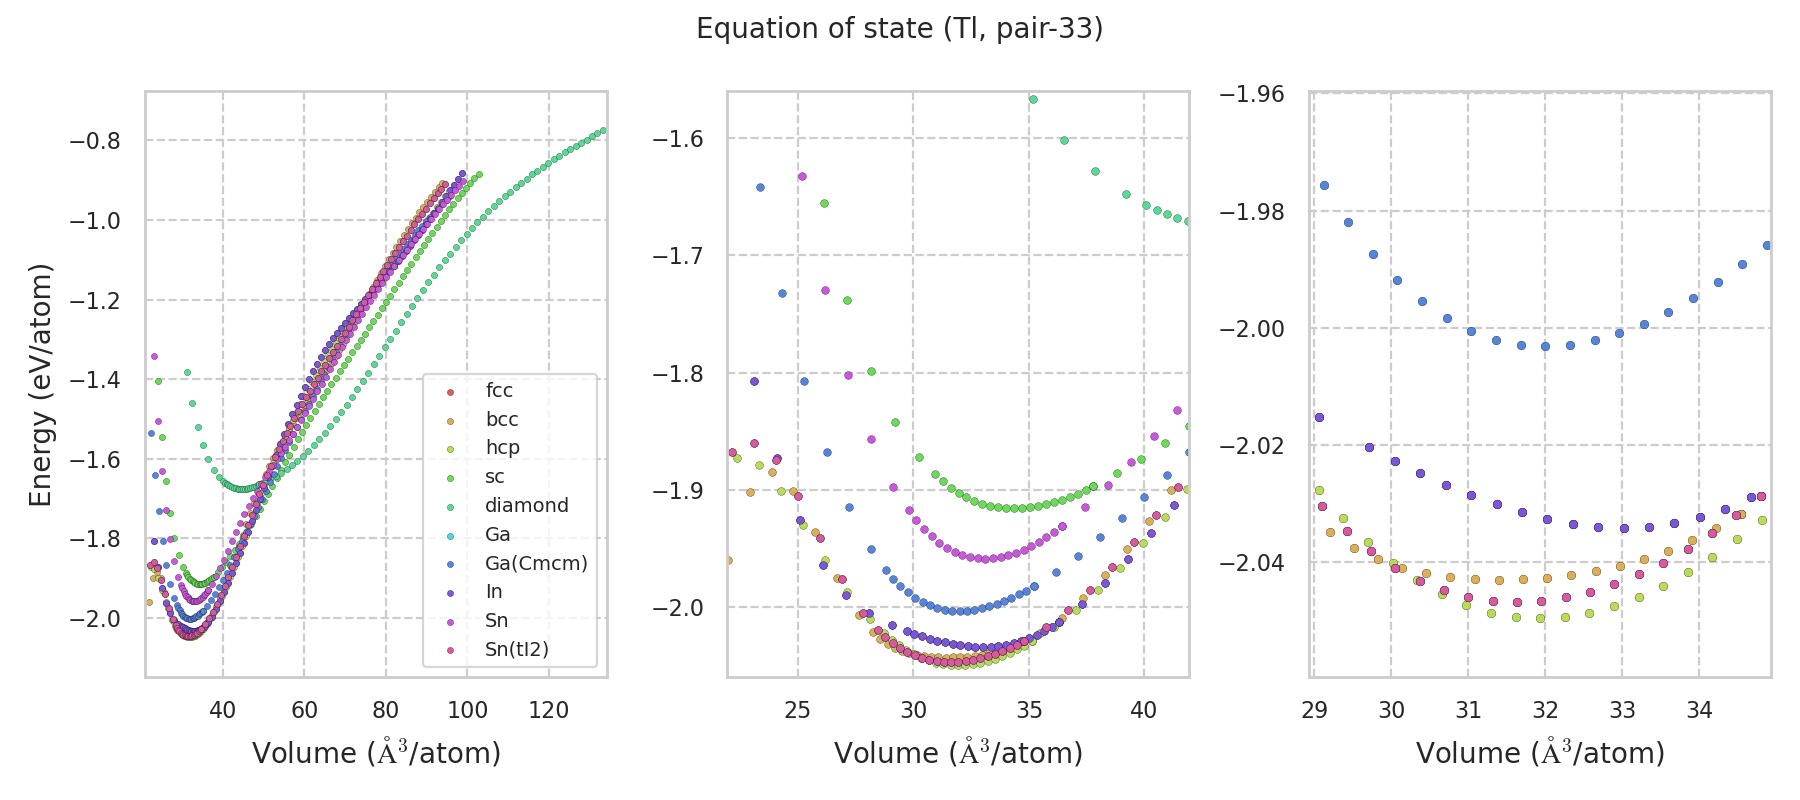 Equation of state (Tl, pair-33)
Energy (eV/atom)
−0.8
−1.0
−1.2
−1.4
−1.6
−1.8
−2.0
40 60 80 100 120
Volume (Å³/atom)
fcc
bcc
hcp
sc
diamond
Ga
Ga(Cmcm)
In
Sn
Sn(tI2)
−1.6
−1.7
−1.8
−1.9
−2.0
25 30 35 40
Volume (Å³/atom)
−1.96
−1.98
−2.00
−2.02
−2.04
29 30 31 32 33 34
Volume (Å³/atom)